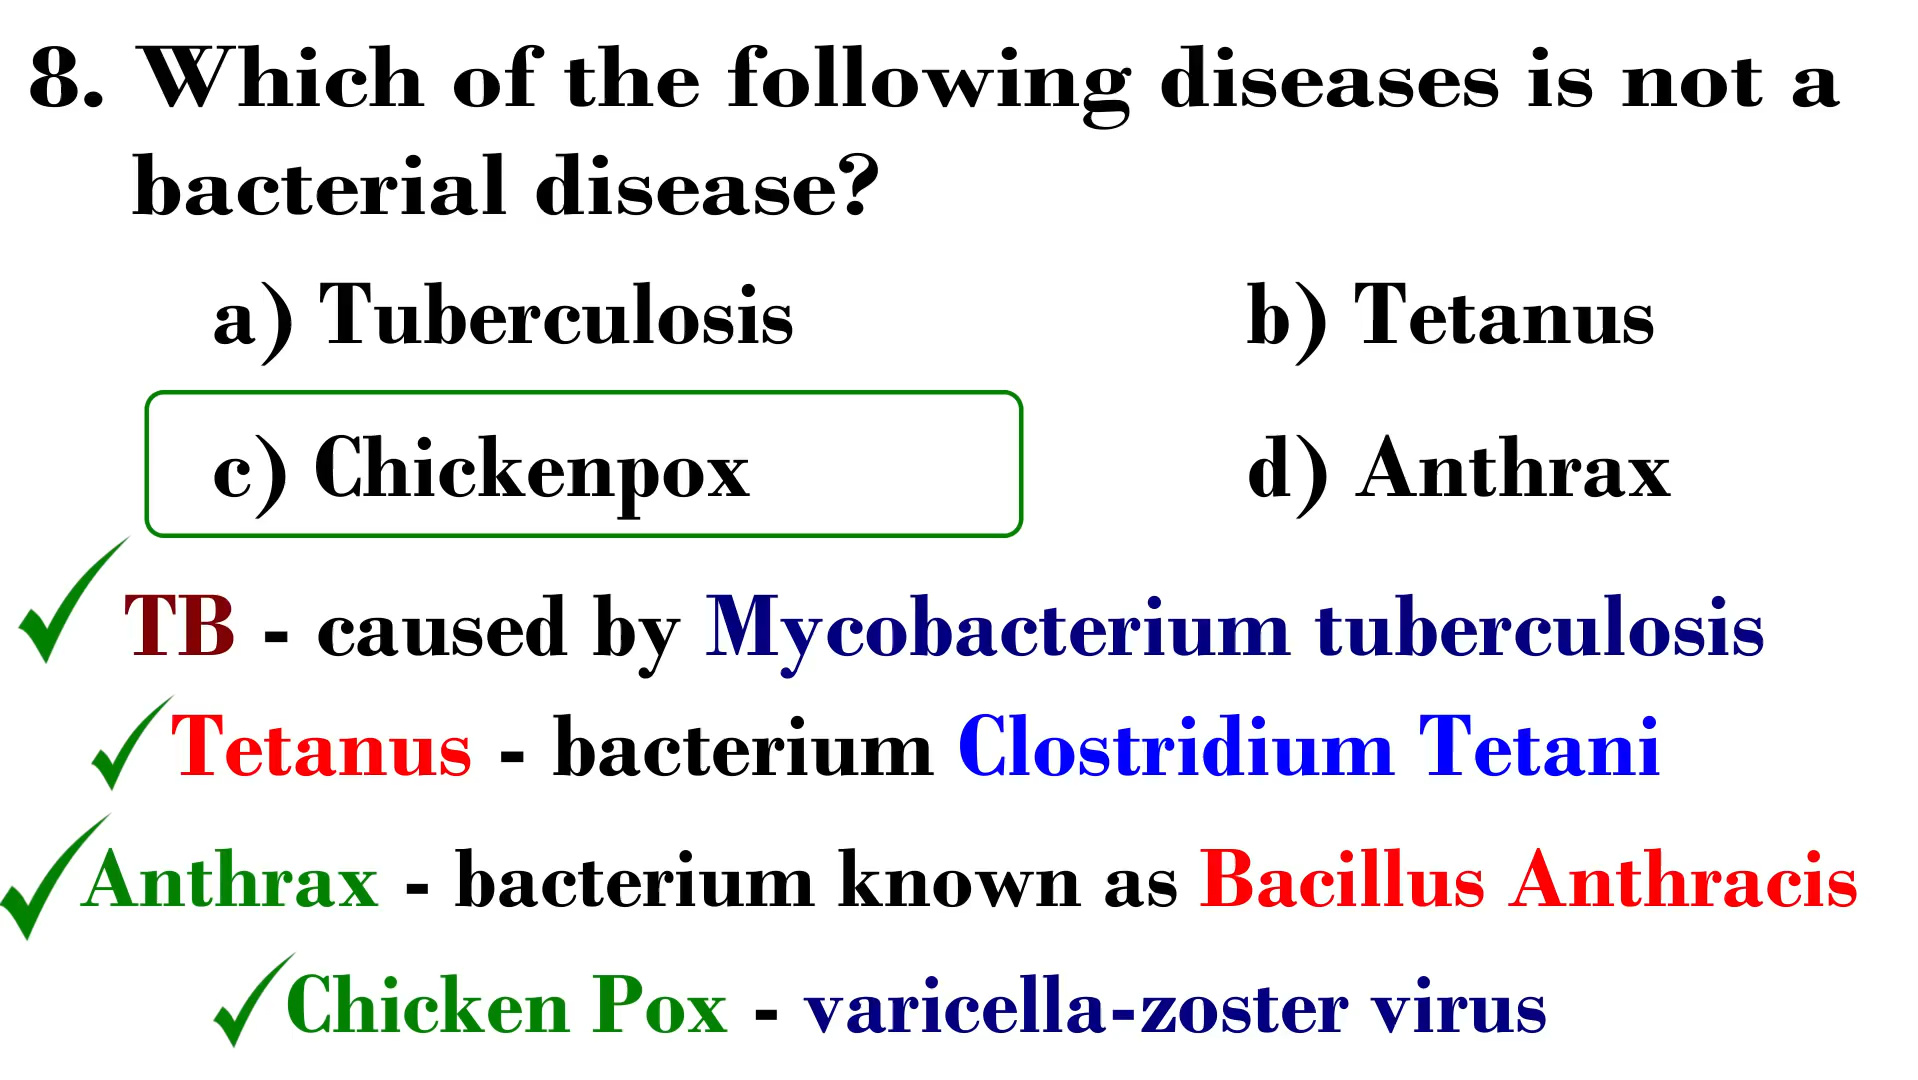 8. Which of the following diseases is not a
bacterial disease?
a) Tuberculosis
b) Tetanus
c) Chickenpox
d) Anthrax
TB - caused by Mycobacterium tuberculosis
Tetanus - bacterium Clostridium Tetani
Anthrax - bacterium known as Bacillus Anthracis
Chicken Pox - varicella-zoster virus